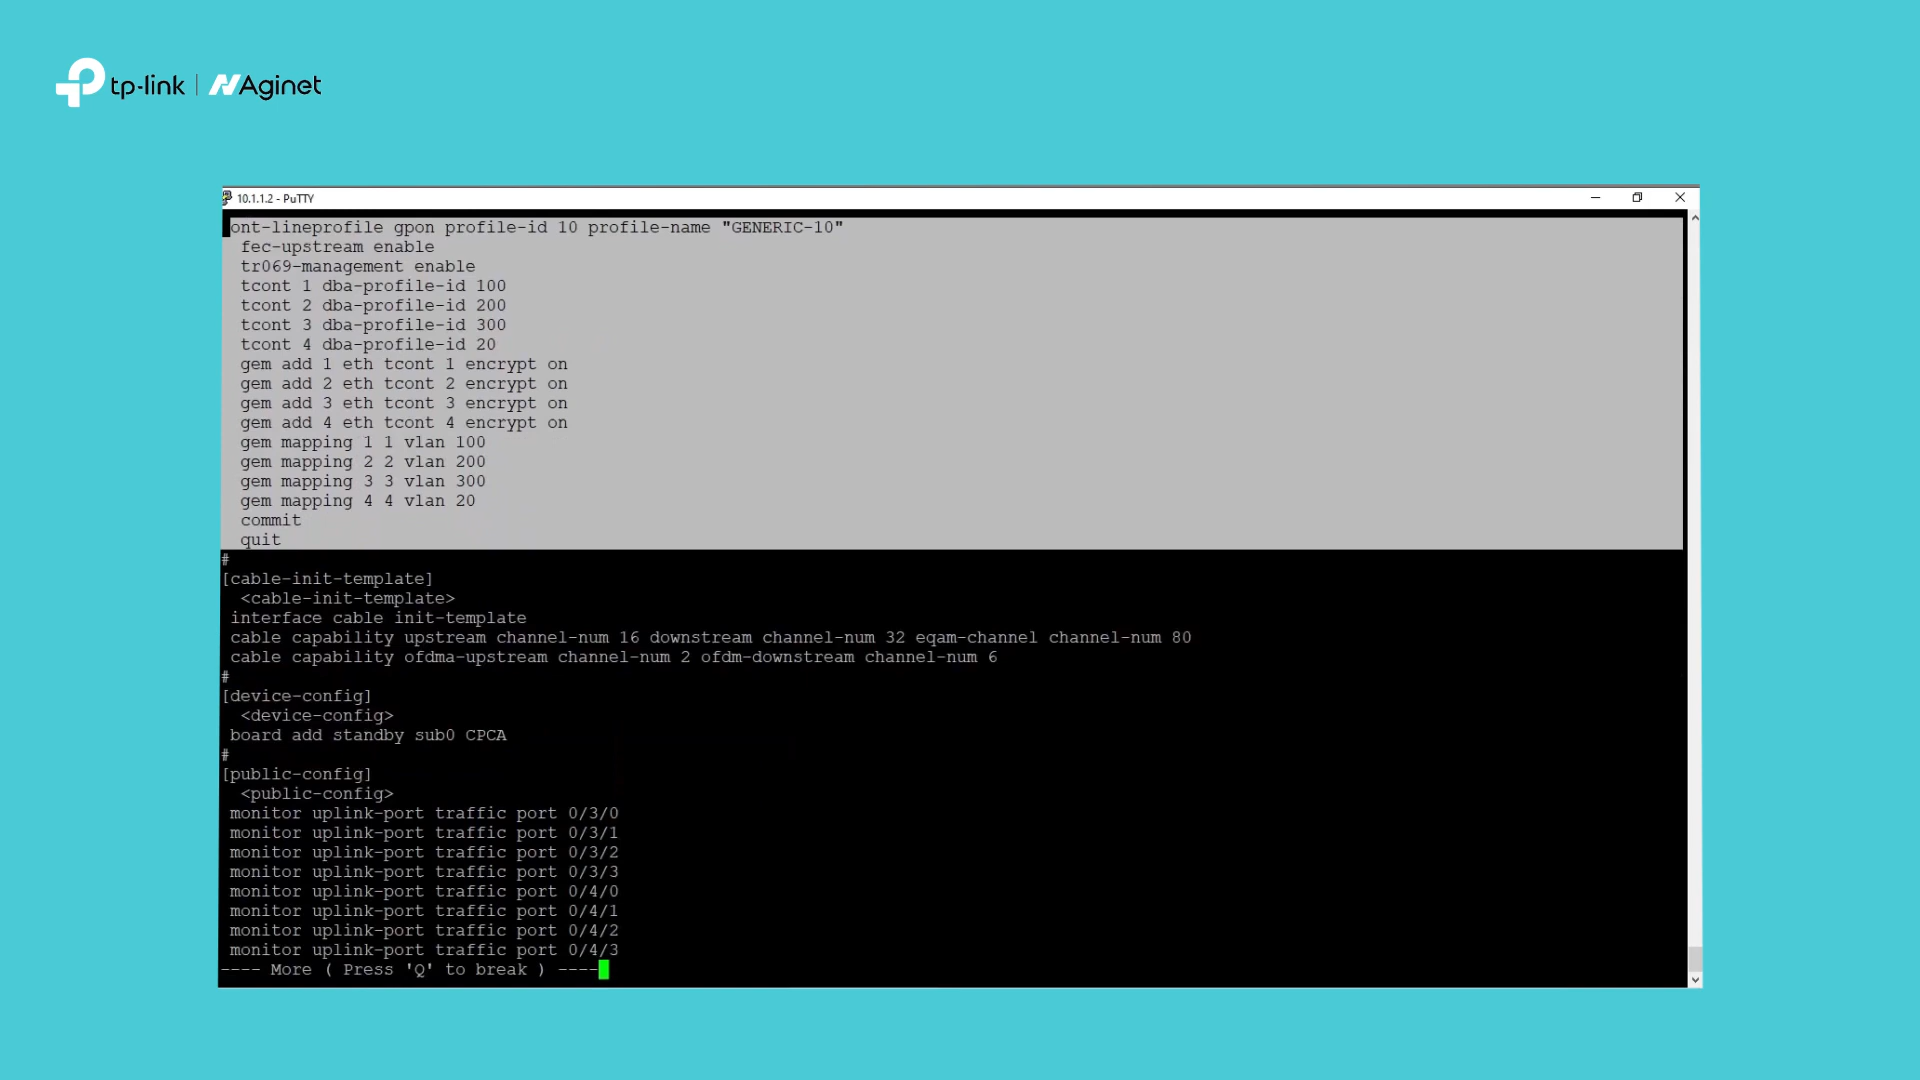 tp-link | Aginet
10.1.1.2 - PuTTY
ont-lineprofile gpon profile-id 10 profile-name "GENERIC-10"
fec-upstream enable
tr069-management enable
tcont 1 dba-profile-id 100
tcont 2 dba-profile-id 200
tcont 3 dba-profile-id 300
tcont 4 dba-profile-id 20
gem add 1 eth tcont 1 encrypt on
gem add 2 eth tcont 2 encrypt on
gem add 3 eth tcont 3 encrypt on
gem add 4 eth tcont 4 encrypt on
gem mapping 1 1 vlan 100
gem mapping 2 2 vlan 200
gem mapping 3 3 vlan 300
gem mapping 4 4 vlan 20
commit
quit
#
[cable-init-template]
<cable-init-template>
interface cable init-template
cable capability upstream channel-num 16 downstream channel-num 32 eqam-channel channel-num 80
cable capability ofdma-upstream channel-num 2 ofdm-downstream channel-num 6
#
[device-config]
<device-config>
board add standby sub0 CPCA
#
[public-config]
<public-config>
monitor uplink-port traffic port 0/3/0
monitor uplink-port traffic port 0/3/1
monitor uplink-port traffic port 0/3/2
monitor uplink-port traffic port 0/3/3
monitor uplink-port traffic port 0/4/0
monitor uplink-port traffic port 0/4/1
monitor uplink-port traffic port 0/4/2
monitor uplink-port traffic port 0/4/3
---- More ( Press 'Q' to break ) ----